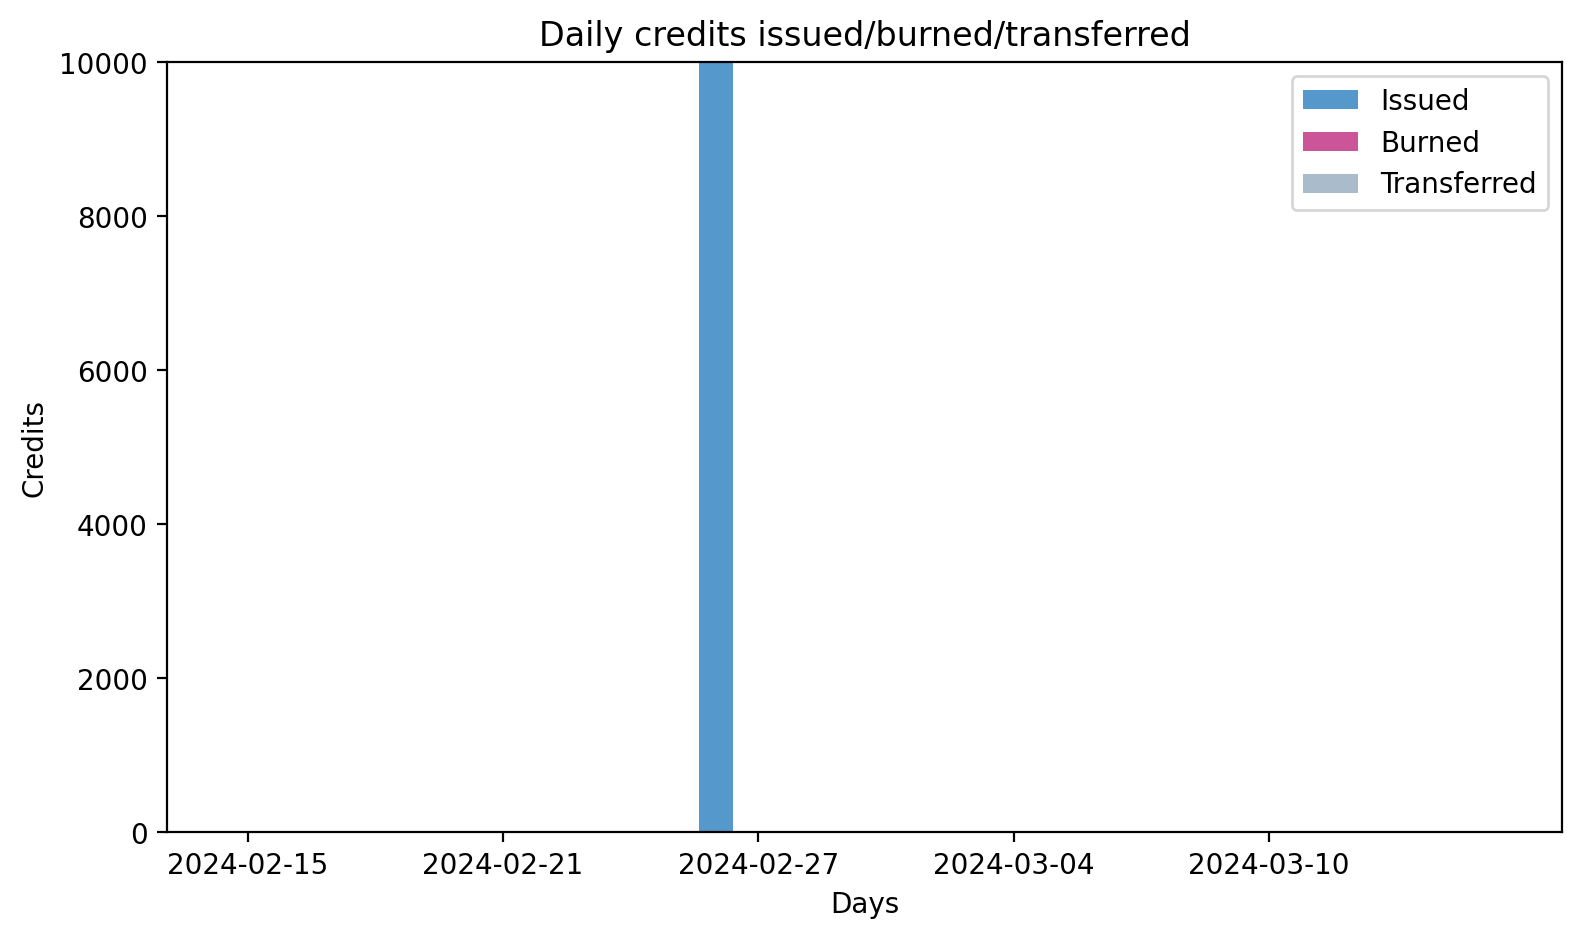 Daily credits issued/burned/transferred
10000
8000
6000
4000
2000
0
Credits
Issued
Burned
Transferred
2024-02-15
2024-02-21
2024-02-27
2024-03-04
2024-03-10
Days